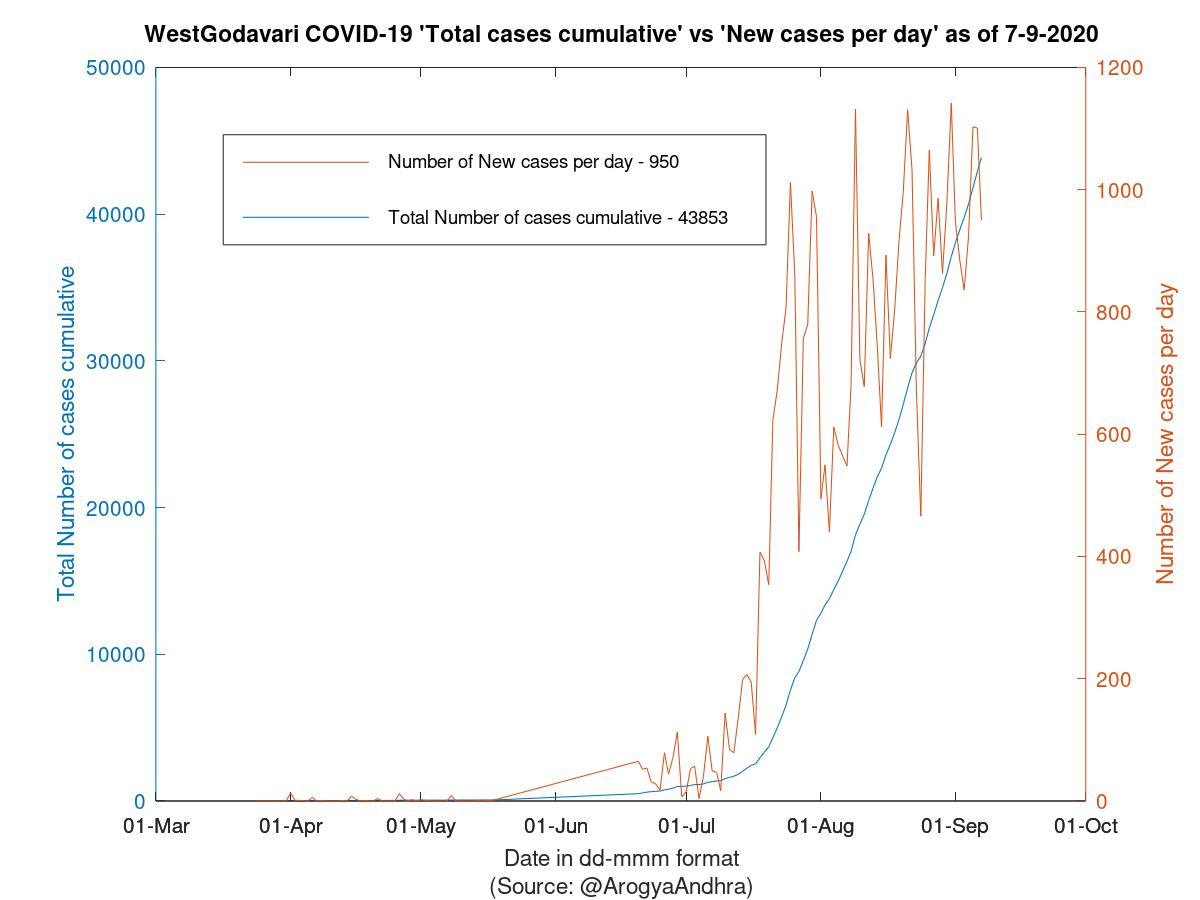 WestGodavari COVID-19 'Total cases cumulative' vs 'New cases per day' as of 7-9-2020
50000
40000
30000
20000
10000
0
Total Number of cases cumulative
Number of New cases per day - 950
Total Number of cases cumulative - 43853
1200
1000
800
600
400
200
0
Number of New cases per day
01-Mar 01-Apr 01-May 01-Jun 01-Jul 01-Aug 01-Sep 01-Oct
Date in dd-mmm format
(Source: @ArogyaAndhra)